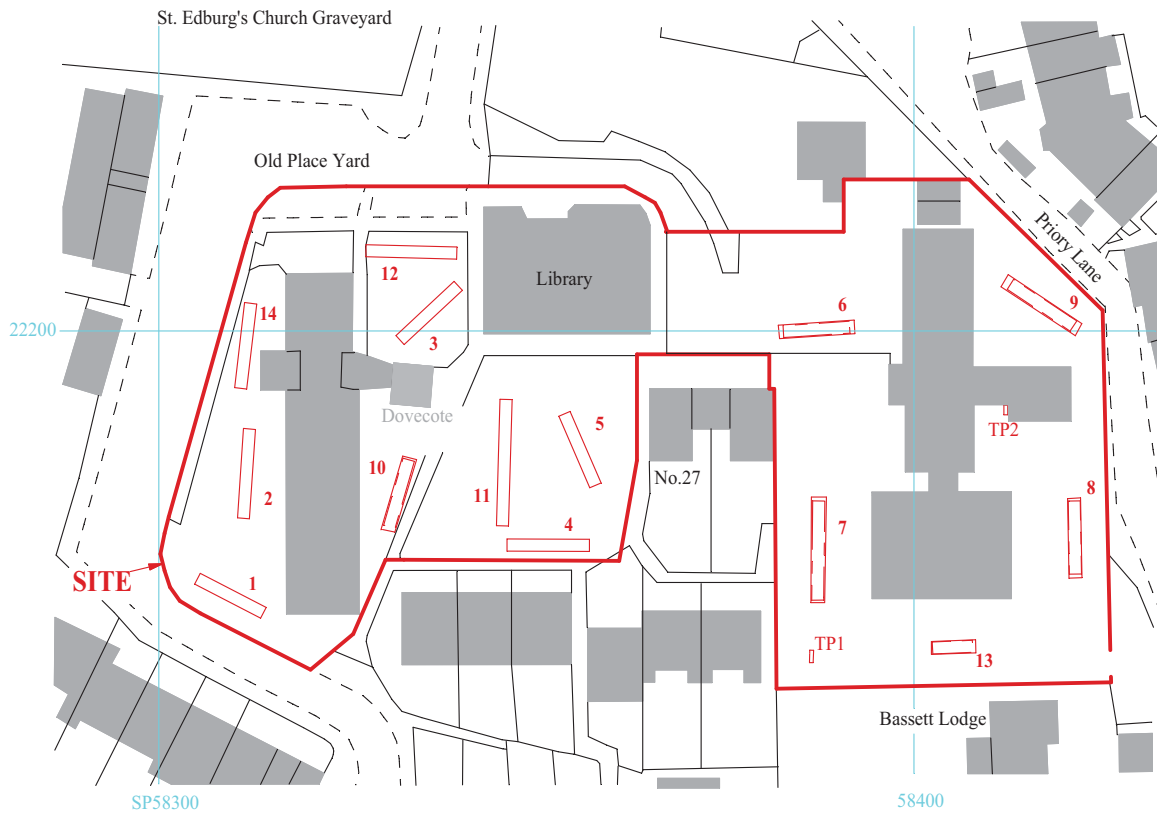 St. Edburg's Church Graveyard
Old Place Yard
Priory Lane
12
Library
9
14
6
22200
3
Dovecote
TP2
5
10
No.27
2
11
8
7
4
SITE
1
TP1
13
Bassett Lodge
SP58300
58400